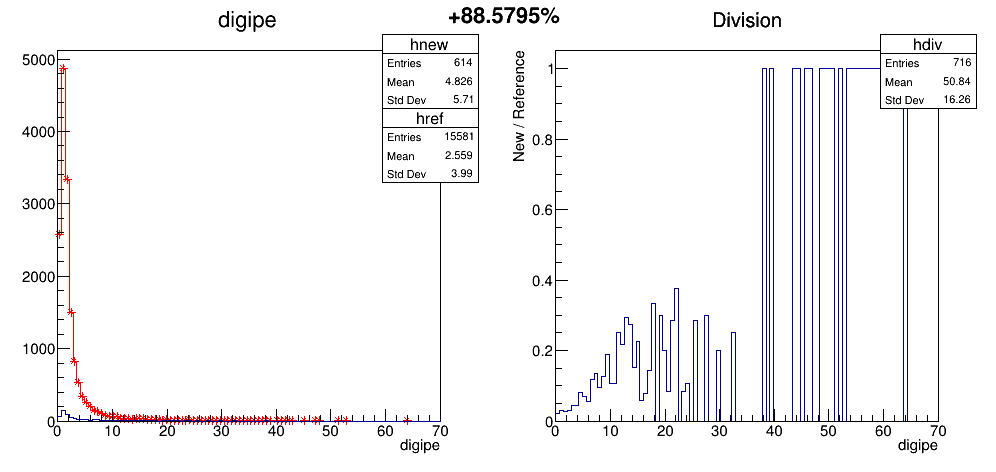 +88.5795%
digipe
hnew
Entries 614
Mean 4.826
Std Dev 5.71
href
Entries 15581
Mean 2.559
Std Dev 3.99
5000
4000
3000
2000
1000
0
0 10 20 30 40 50 60 70
digipe
Division
hdiv
Entries 716
Mean 50.84
Std Dev 16.26
New / Reference
1
0.8
0.6
0.4
0.2
0
0 10 20 30 40 50 60 70
digipe